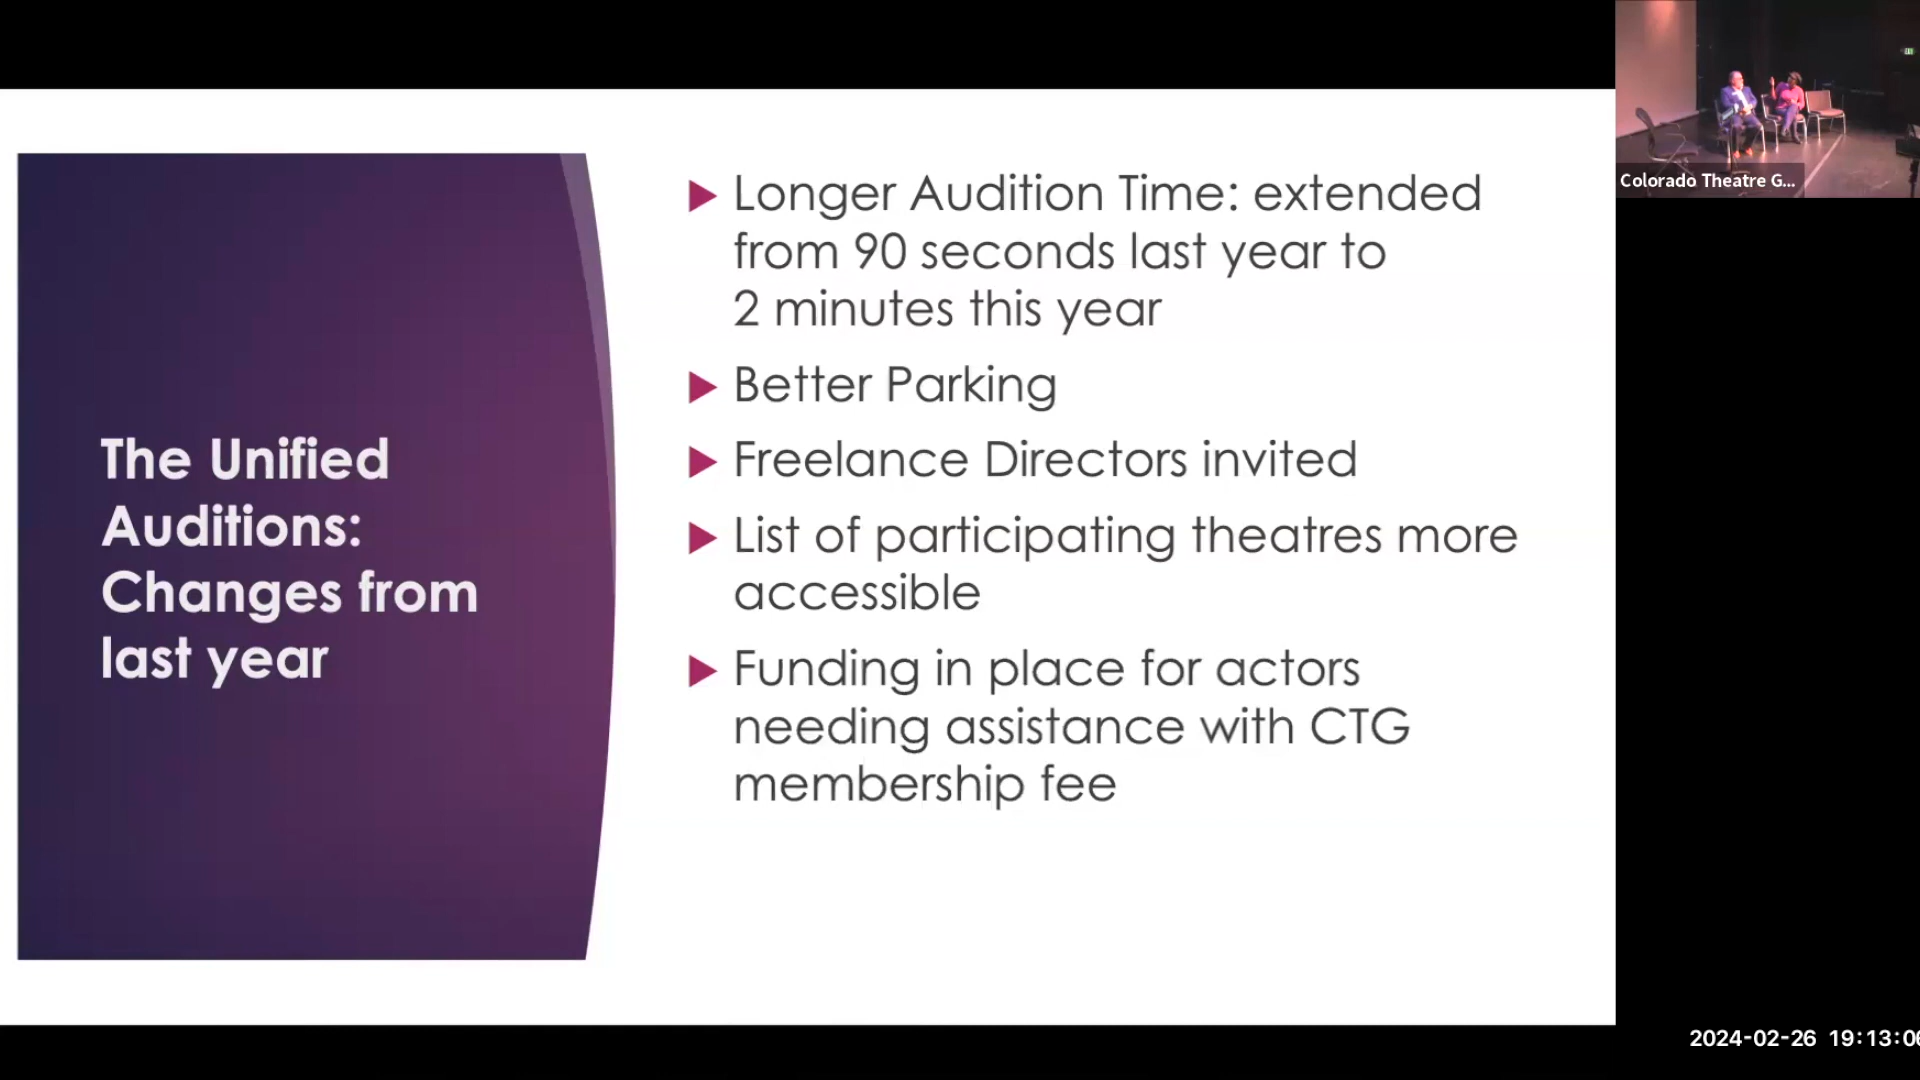 The Unified
Auditions:
Changes from
last year
Longer Audition Time: extended
from 90 seconds last year to
2 minutes this year
Better Parking
Freelance Directors invited
List of participating theatres more
accessible
Funding in place for actors
needing assistance with CTG
membership fee
Colorado Theatre G...
2024-02-26 19:13:06